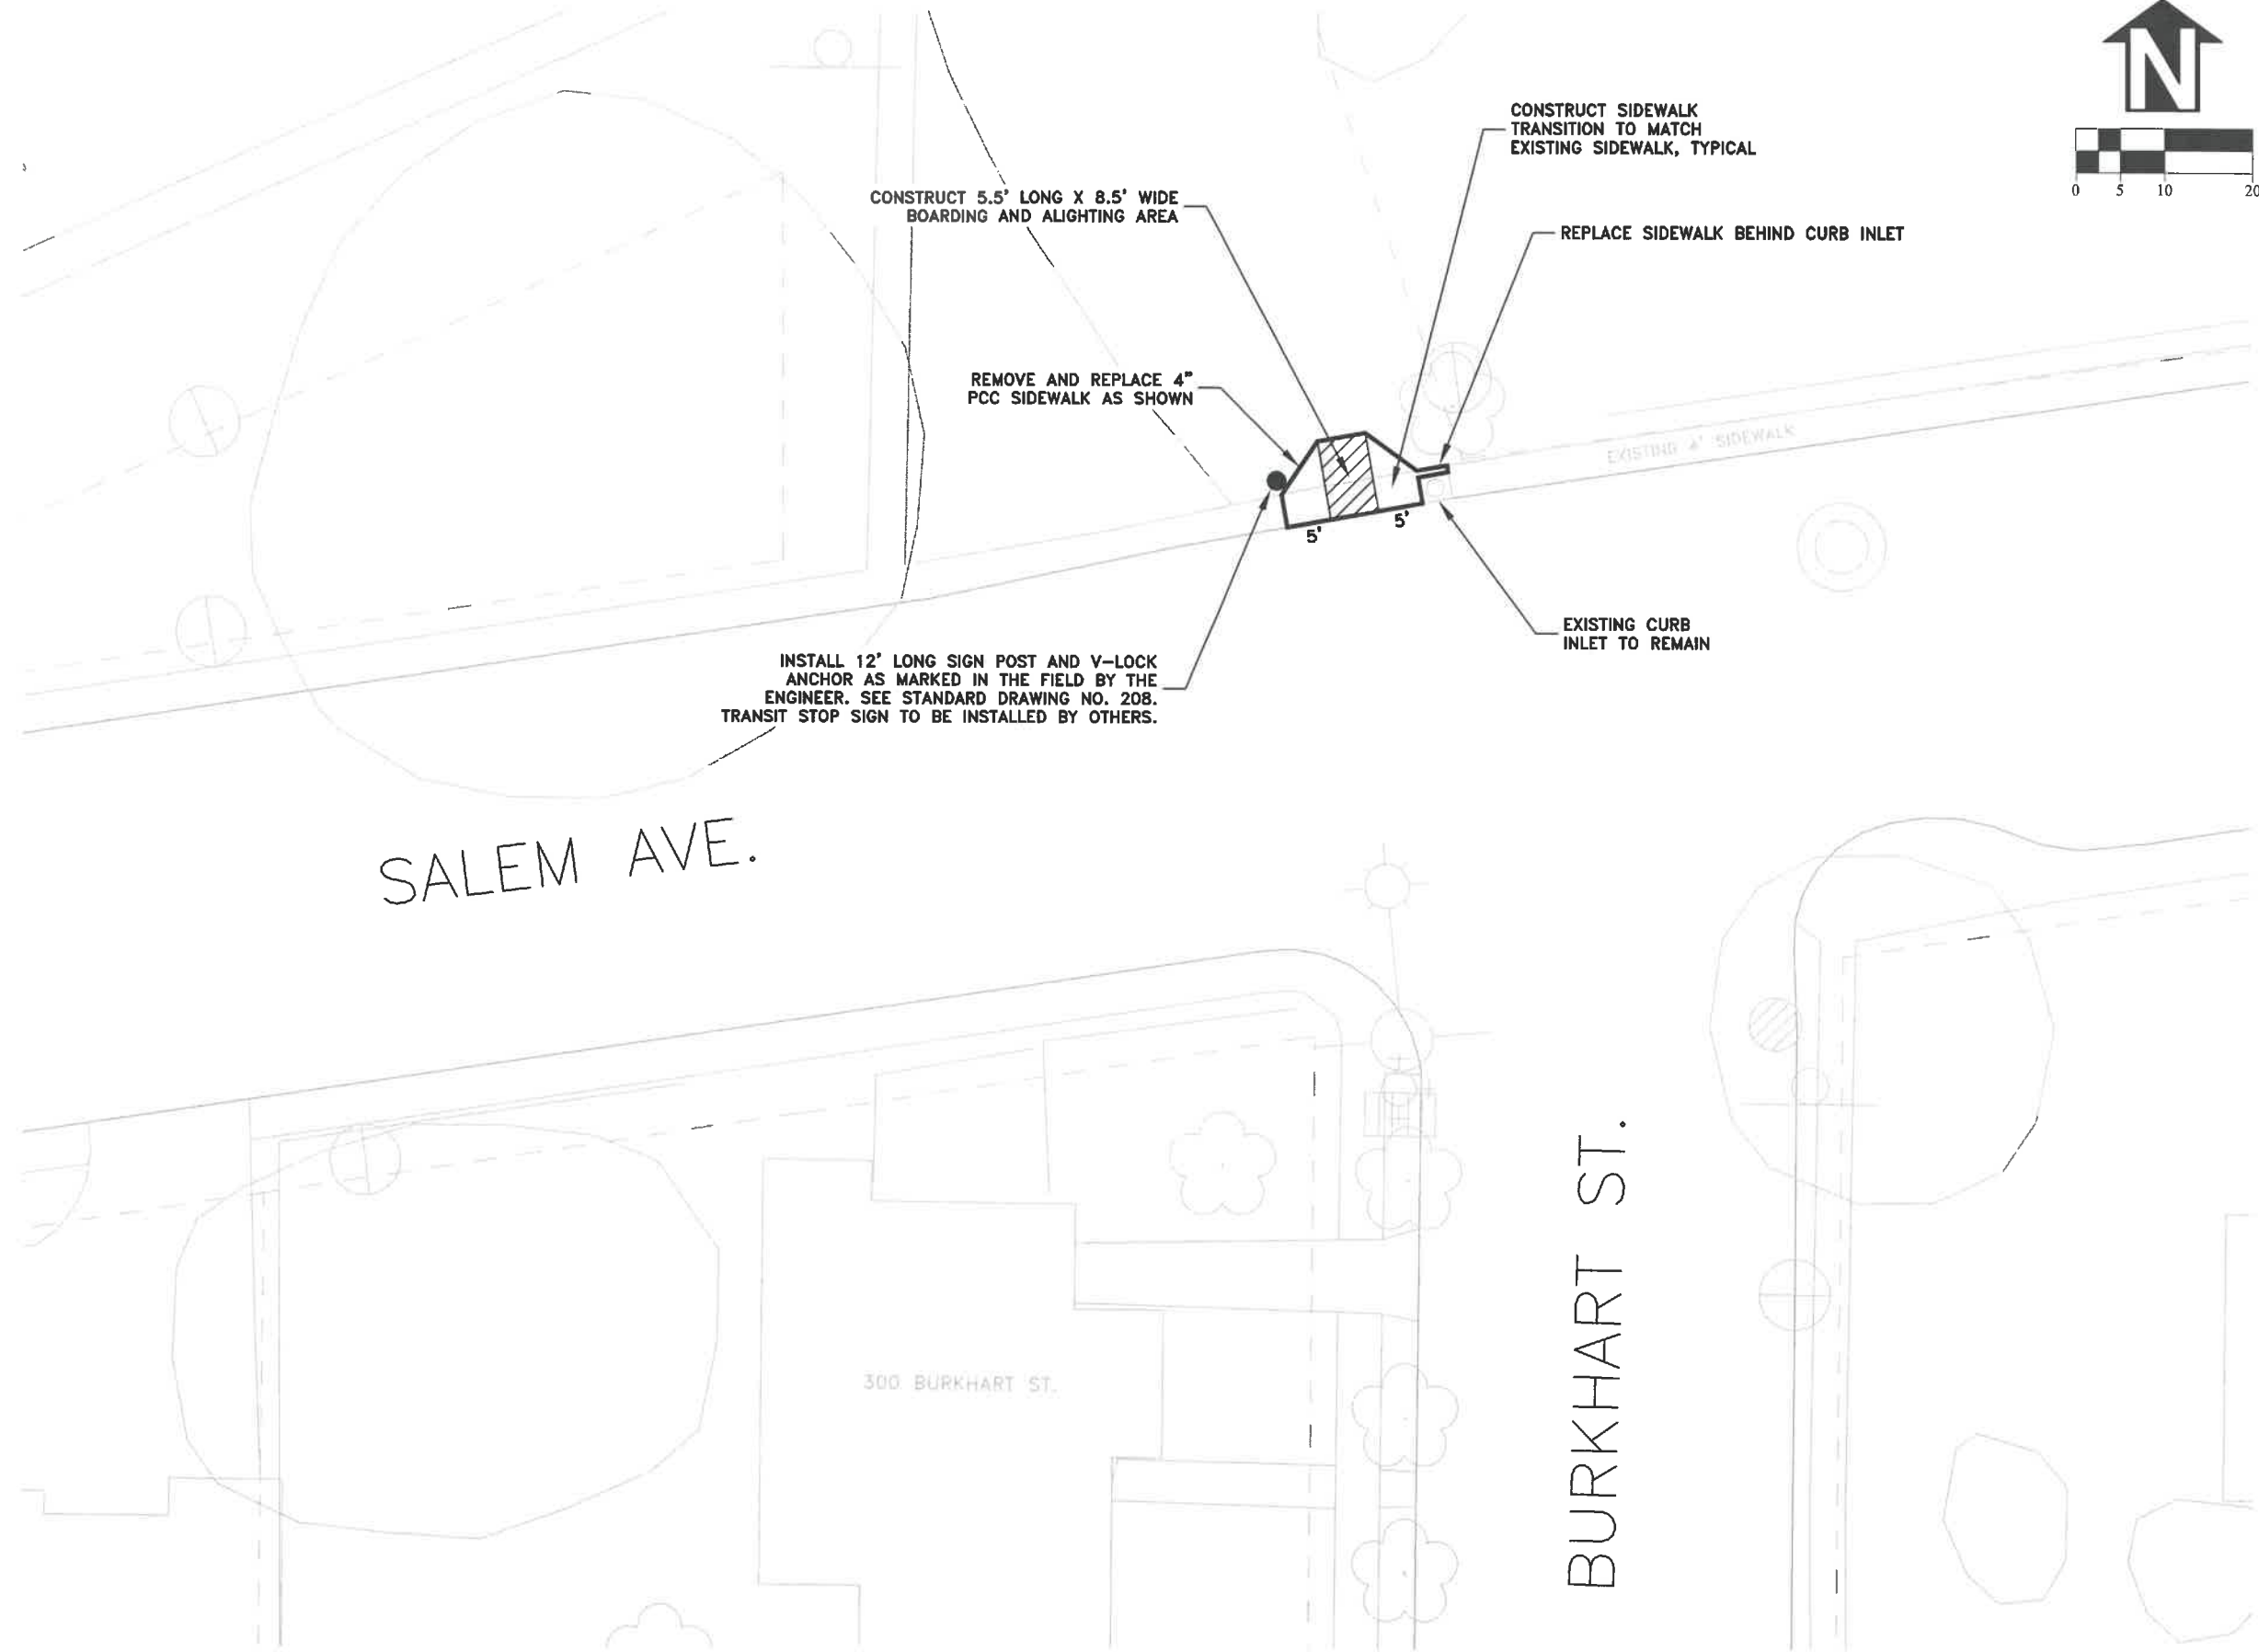 N
0 5 10 20
CONSTRUCT SIDEWALK
TRANSITION TO MATCH
EXISTING SIDEWALK, TYPICAL
CONSTRUCT 5.5' LONG X 8.5' WIDE
BOARDING AND ALIGHTING AREA
REPLACE SIDEWALK BEHIND CURB INLET
REMOVE AND REPLACE 4"
PCC SIDEWALK AS SHOWN
EXISTING 4' SIDEWALK
5'
5'
EXISTING CURB
INLET TO REMAIN
INSTALL 12' LONG SIGN POST AND V-LOCK
ANCHOR AS MARKED IN THE FIELD BY THE
ENGINEER. SEE STANDARD DRAWING NO. 208.
TRANSIT STOP SIGN TO BE INSTALLED BY OTHERS.
SALEM AVE.
300 BURKHART ST.
BURKHART ST.